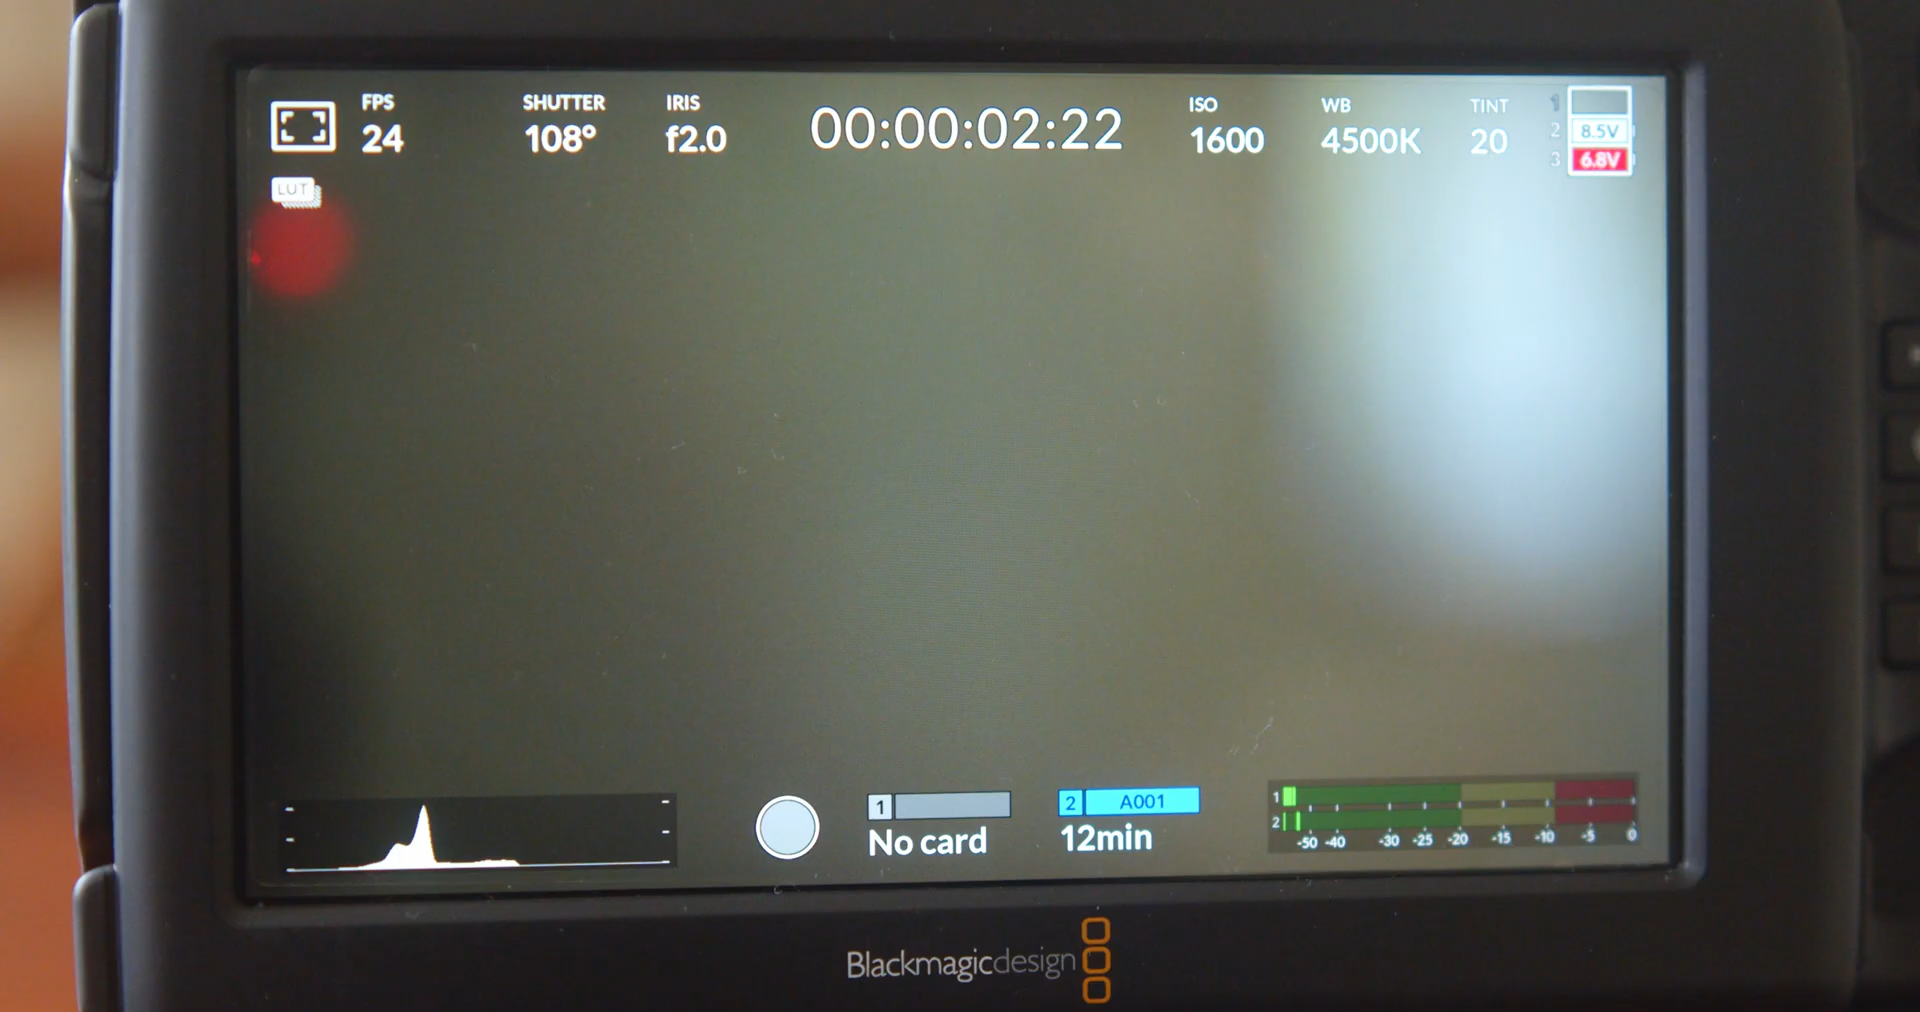 FPS
24
SHUTTER
108°
IRIS
f2.0
00:00:02:22
ISO
1600
WB
4500K
TINT
20
1
2 8.5V
3 6.8V
LUT
1
No card
2 A001
12min
1
2
-50 -40 -30 -25 -20 -15 -10 -5 0
Blackmagicdesign